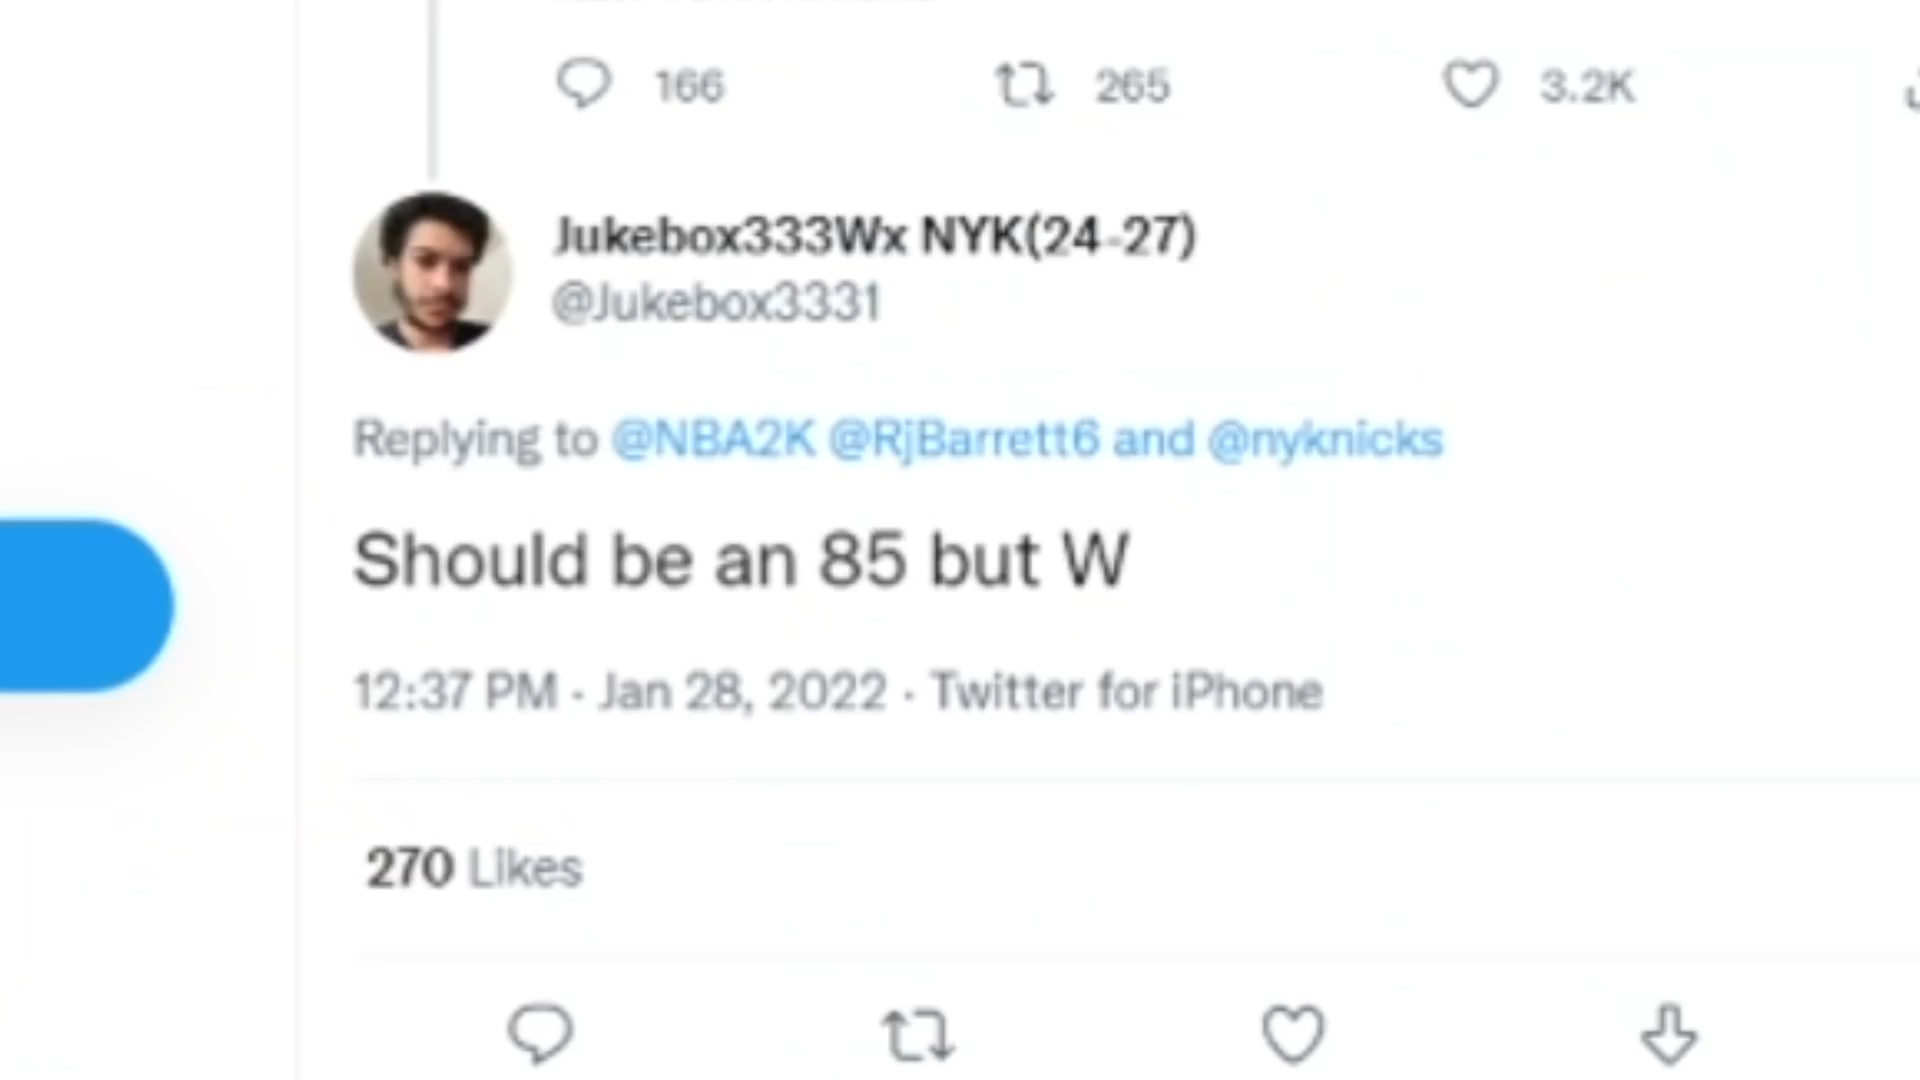 166 265 3.2K
Jukebox333Wx NYK(24-27)
@Jukebox3331
Replying to @NBA2K @RjBarrett6 and @nyknicks
Should be an 85 but W
12:37 PM · Jan 28, 2022 · Twitter for iPhone
270 Likes